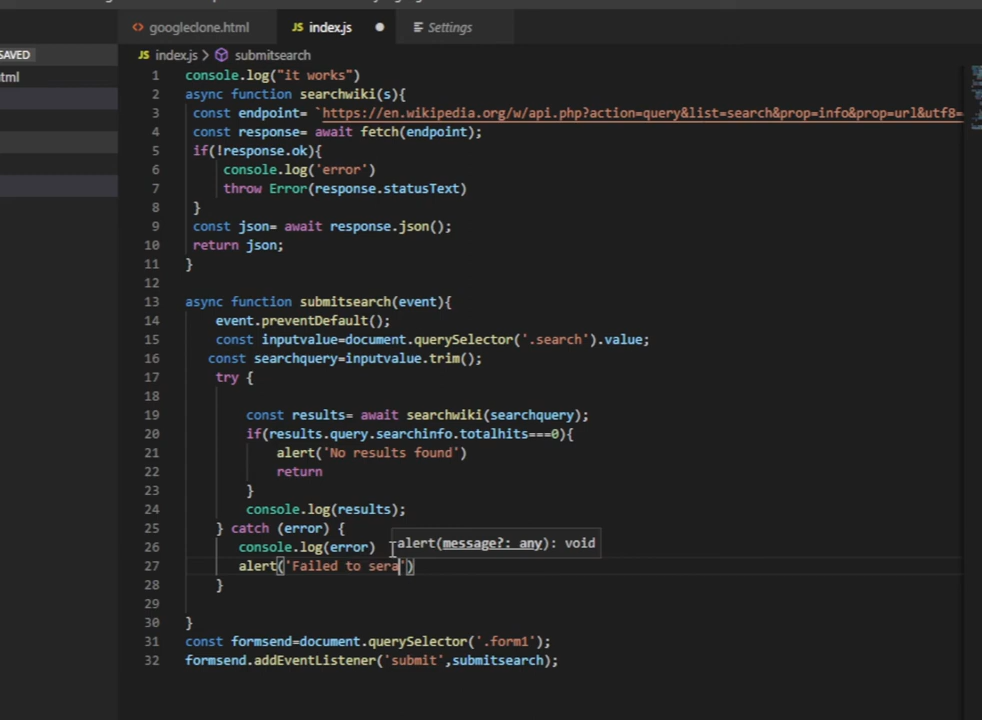 googleclone.html
JS index.js
Settings
SAVED
JS index.js > submitsearch
tml
1 console.log("it works")
2 async function searchwiki(s){
3 const endpoint= `https://en.wikipedia.org/w/api.php?action=query&list=search&prop=info&prop=url&utf8=
4 const response= await fetch(endpoint);
5 if(!response.ok){
6 console.log('error')
7 throw Error(response.statusText)
8 }
9 const json= await response.json();
10 return json;
11 }
12
13 async function submitsearch(event){
14 event.preventDefault();
15 const inputvalue=document.querySelector('.search').value;
16 const searchquery=inputvalue.trim();
17 try {
18
19 const results= await searchwiki(searchquery);
20 if(results.query.searchinfo.totalhits===0){
21 alert('No results found')
22 return
23 }
24 console.log(results);
25 } catch (error) {
alert(message?: any): void
26 console.log(error)
27 alert('Failed to sera')
28 }
29
30 }
31 const formsend=document.querySelector('.form1');
32 formsend.addEventListener('submit',submitsearch);